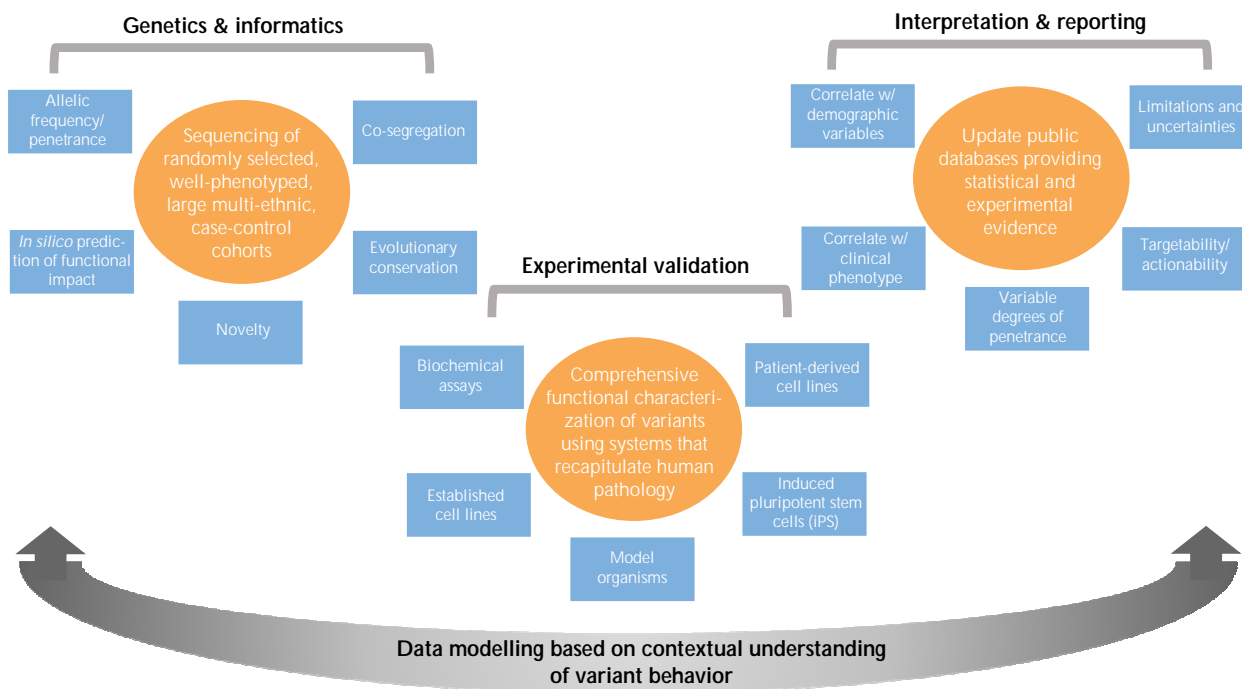 Genetics & informatics
Allelic
frequency/
penetrance
Co-segregation
Sequencing of
randomly selected,
well-phenotyped,
large multi-ethnic,
case-control
cohorts
In silico predic-
tion of functional
impact
Evolutionary
conservation
Novelty
Experimental validation
Biochemical
assays
Patient-derived
cell lines
Comprehensive
functional characteri-
zation of variants
using systems that
recapitulate human
pathology
Established
cell lines
Induced
pluripotent stem
cells (iPS)
Model
organisms
Interpretation & reporting
Correlate w/
demographic
variables
Limitations and
uncertainties
Update public
databases providing
statistical and
experimental
evidence
Correlate w/
clinical
phenotype
Targetability/
actionability
Variable
degrees of
penetrance
Data modelling based on contextual understanding
of variant behavior